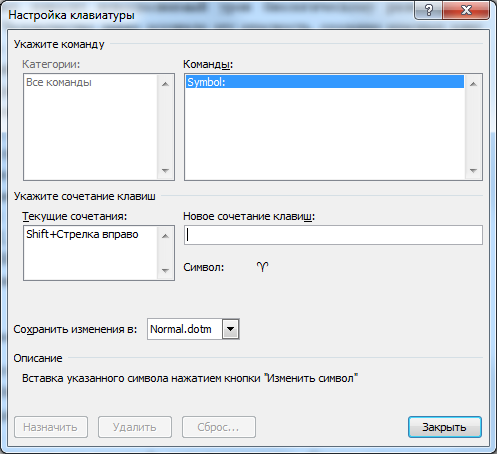 Настройка клавиатуры
Укажите команду
Категории:
Команды:
Все команды
Symbol:
Укажите сочетание клавиш
Текущие сочетания:
Новое сочетание клавиш:
Shift+Стрелка вправо
Символ: ♈
Сохранить изменения в: Normal.dotm
Описание
Вставка указанного символа нажатием кнопки "Изменить символ"
Назначить
Удалить
Сброс...
Закрыть